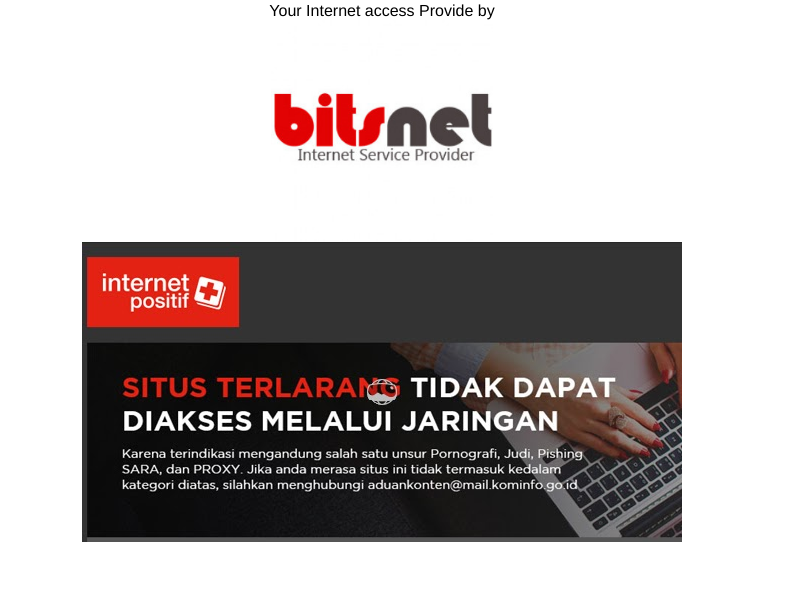 Your Internet access Provide by
bitsnet
Internet Service Provider
internet
positif
SITUS TERLARANG TIDAK DAPAT
DIAKSES MELALUI JARINGAN
Karena terindikasi mengandung salah satu unsur Pornografi, Judi, Pishing
SARA, dan PROXY. Jika anda merasa situs ini tidak termasuk kedalam
kategori diatas, silahkan menghubungi aduankonten@mail.kominfo.go.id